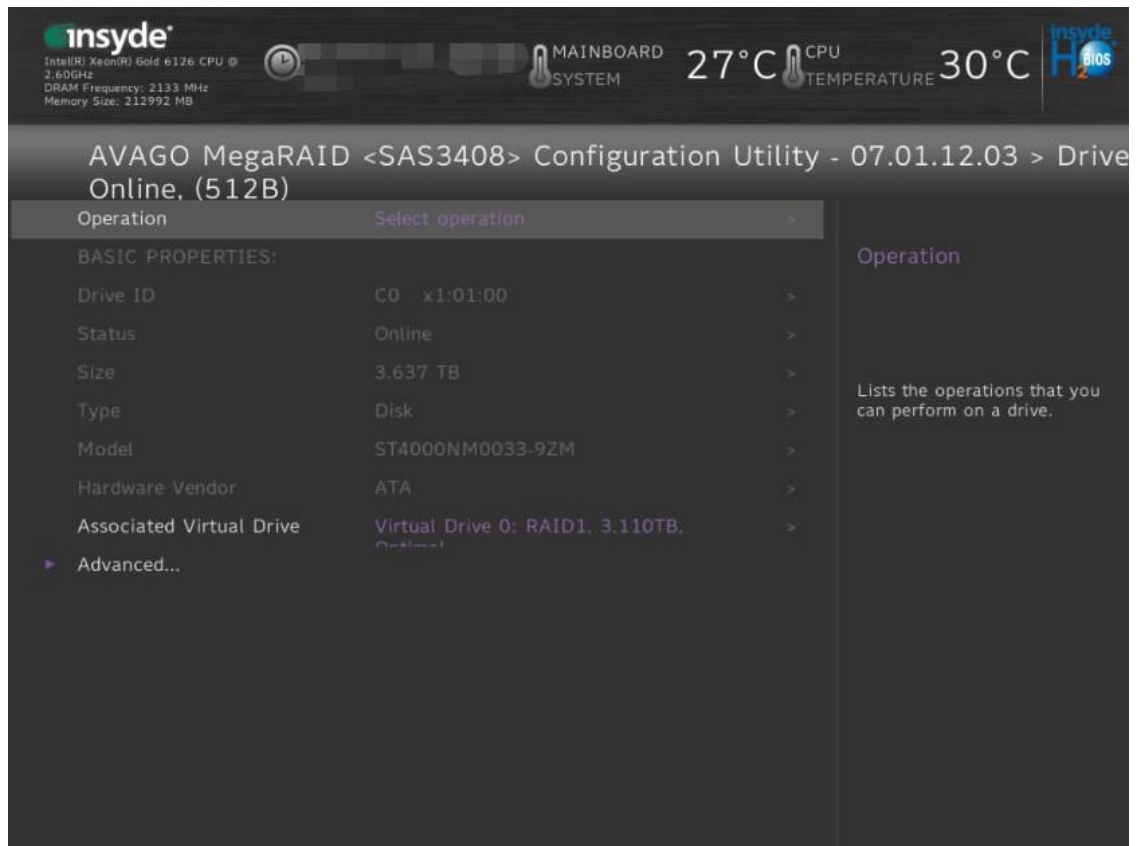 insyde
Intel(R) Xeon(R) Gold 6126 CPU @
2.60GHz
DRAM Frequency: 2133 MHz
Memory Size: 212992 MB
MAINBOARD
SYSTEM
27°C
CPU
TEMPERATURE
30°C
insyde
H2O
BIOS
AVAGO MegaRAID <SAS3408> Configuration Utility - 07.01.12.03 > Drive
Online, (512B)
Operation Select operation >
BASIC PROPERTIES:
Drive ID C0 x1:01:00 >
Status Online >
Size 3.637 TB >
Type Disk >
Model ST4000NM0033-9ZM >
Hardware Vendor ATA >
Associated Virtual Drive Virtual Drive 0: RAID1, 3.110TB, >
Optimal
Advanced...
Operation
Lists the operations that you
can perform on a drive.